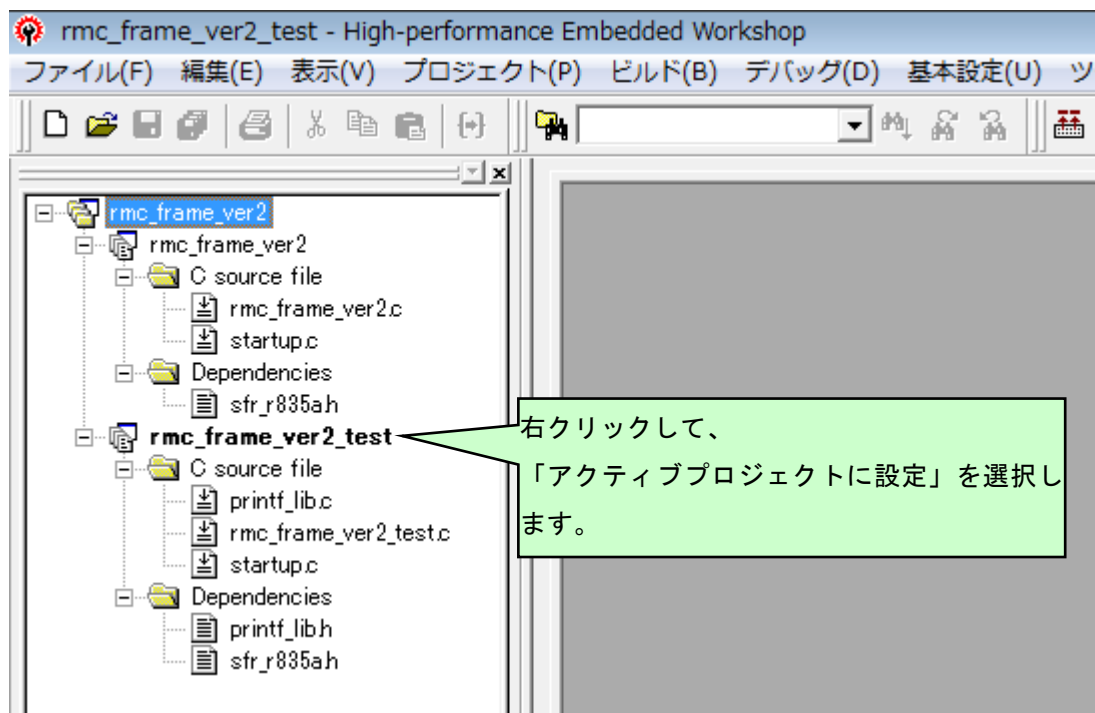 rmc_frame_ver2_test - High-performance Embedded Workshop
ファイル(F) 編集(E) 表示(V) プロジェクト(P) ビルド(B) デバッグ(D) 基本設定(U) ツ
rmc_frame_ver2
rmc_frame_ver2
C source file
rmc_frame_ver2.c
startup.c
Dependencies
sfr_r835a.h
rmc_frame_ver2_test
C source file
printf_lib.c
rmc_frame_ver2_test.c
startup.c
Dependencies
printf_lib.h
sfr_r835a.h
右クリックして、
「アクティブプロジェクトに設定」を選択し
ます。